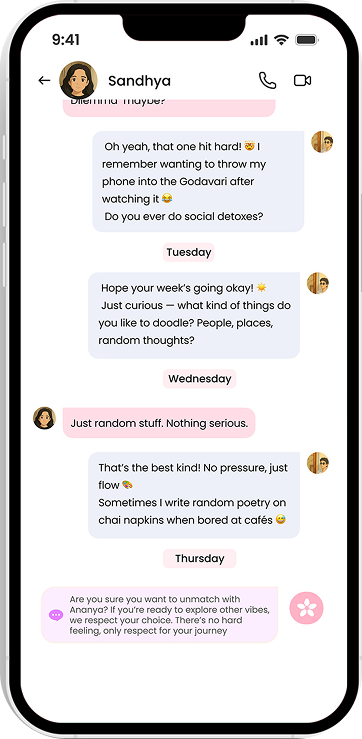 9:41
Sandhya
Dilemma' maybe?
Oh yeah, that one hit hard! 🤯 I
remember wanting to throw my
phone into the Godavari after
watching it 😂
Do you ever do social detoxes?
Tuesday
Hope your week's going okay! ☀️
Just curious — what kind of things do
you like to doodle? People, places,
random thoughts?
Wednesday
Just random stuff. Nothing serious.
That's the best kind! No pressure, just
flow 🎨
Sometimes I write random poetry on
chai napkins when bored at cafés 😅
Thursday
Are you sure you want to unmatch with
Ananya? If you're ready to explore other vibes,
we respect your choice. There's no hard
feeling, only respect for your journey